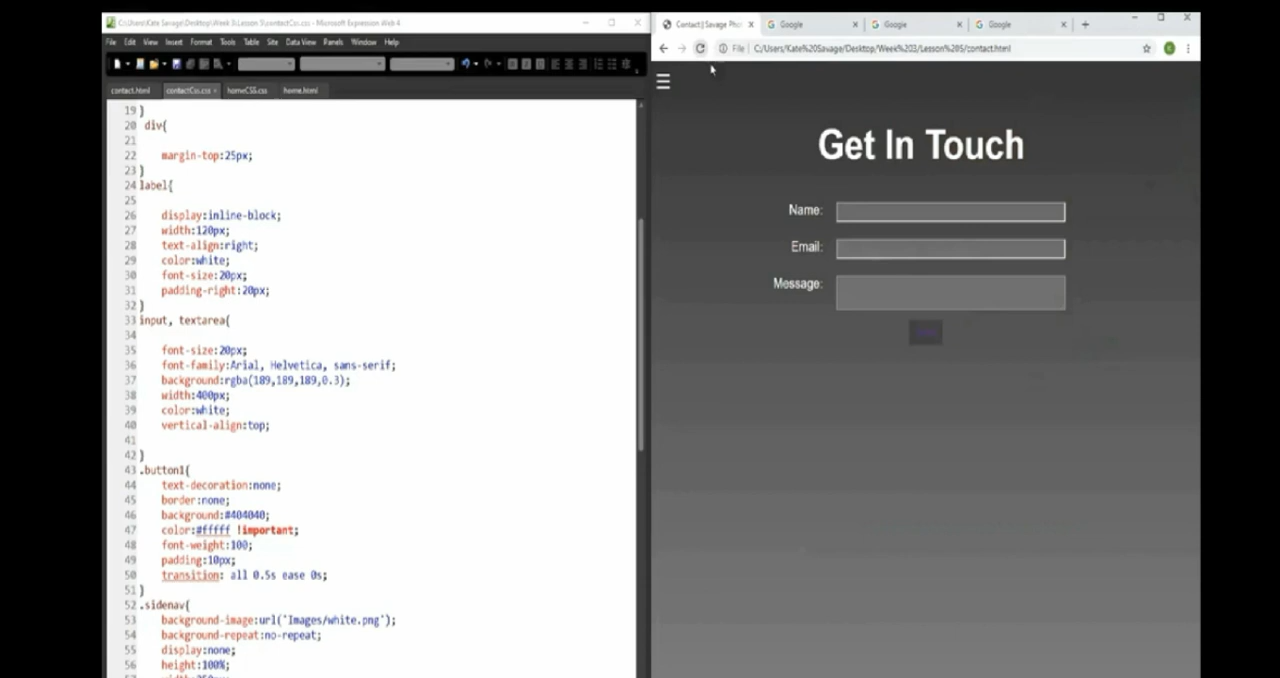 C:\Users\Kate Savage\Desktop\Week 3\Lesson 5\contactCss.css - Microsoft Expression Web 4
File Edit View Insert Format Tools Table Site Data View Panels Window Help
contact.html contactCss.css × homeCSS.css home.html
19 }
20 div{
21
22 margin-top:25px;
23 }
24 label{
25
26 display:inline-block;
27 width:120px;
28 text-align:right;
29 color:white;
30 font-size:20px;
31 padding-right:20px;
32 }
33 input, textarea{
34
35 font-size:20px;
36 font-family:Arial, Helvetica, sans-serif;
37 background:rgba(189,189,189,0.3);
38 width:400px;
39 color:white;
40 vertical-align:top;
41
42 }
43 .button1{
44 text-decoration:none;
45 border:none;
46 background:#404040;
47 color:#fffff !important;
48 font-weight:100;
49 padding:10px;
50 transition: all 0.5s ease 0s;
51 }
52 .sidenav{
53 background-image:url('Images/white.png');
54 background-repeat:no-repeat;
55 display:none;
56 height:100%;
Contact | Savage Pho Google Google Google
File C:/Users/Kate%20Savage/Desktop/Week%203/Lesson%205/contact.html
Get In Touch
Name:
Email:
Message: